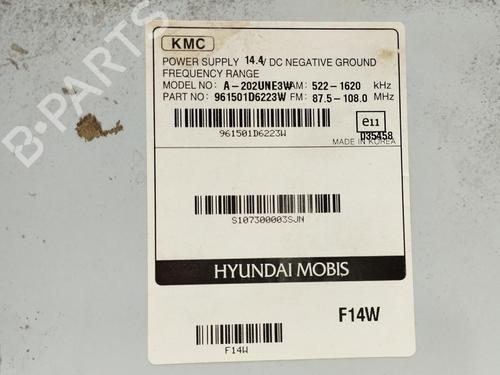 KMC
POWER SUPPLY 14.4/ DC NEGATIVE GROUND
FREQUENCY RANGE
MODEL NO: A-202UNE3W AM: 522-1620 kHz
PART NO: 961501D6223W FM: 87.5-108.0 MHz
961501D6223W
e11
035458
MADE IN KOREA
S107300003SJN
HYUNDAI MOBIS
F14W
F14W
B-PARTS